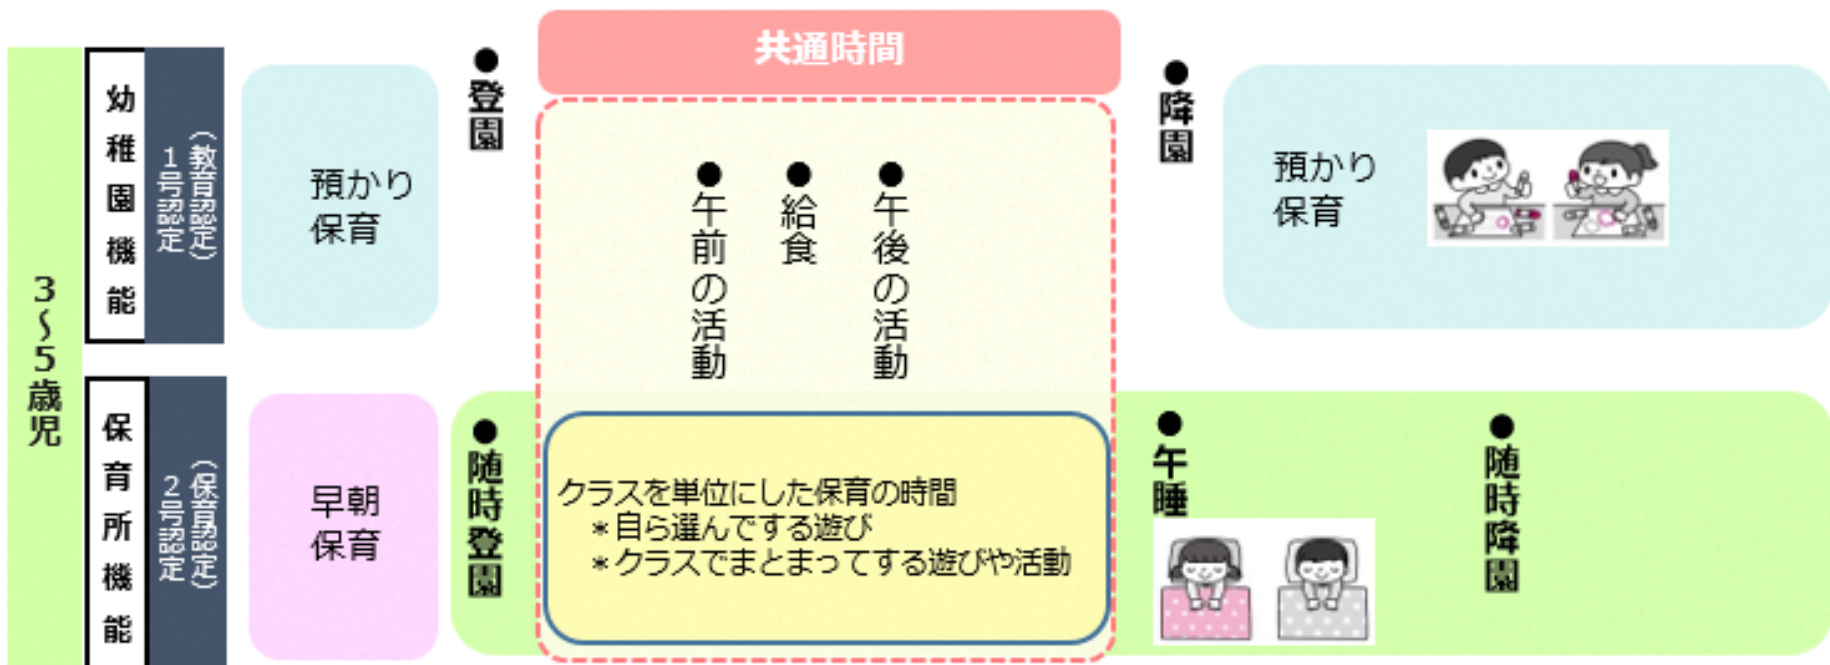 共通時間
3～5歳児
幼稚園機能
1号認定
(教育認定)
預かり
保育
●登園
●午前の活動
●給食
●午後の活動
●降園
預かり
保育
保育所機能
2号認定
(保育認定)
早朝
保育
●随時登園
クラスを単位にした保育の時間
＊自ら選んでする遊び
＊クラスでまとまってする遊びや活動
●午睡
●随時降園